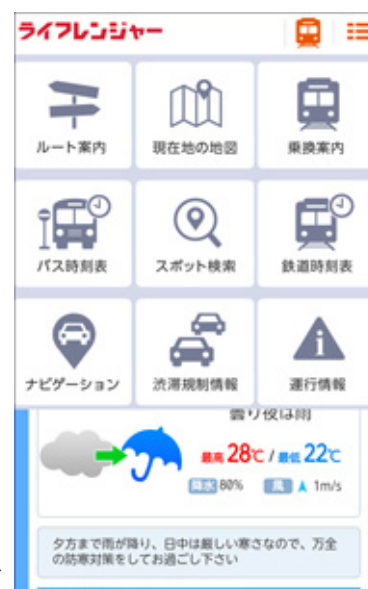 ライフレンジャー
ルート案内 現在地の地図 乗換案内
バス時刻表 スポット検索 鉄道時刻表
ナビゲーション 渋滞規制情報 運行情報
曇り夜は雨
最高 28℃ / 最低 22℃
降水 80% 風 1m/s
夕方まで雨が降り、日中は厳しい寒さなので、万全
の防寒対策をしてお過ごし下さい